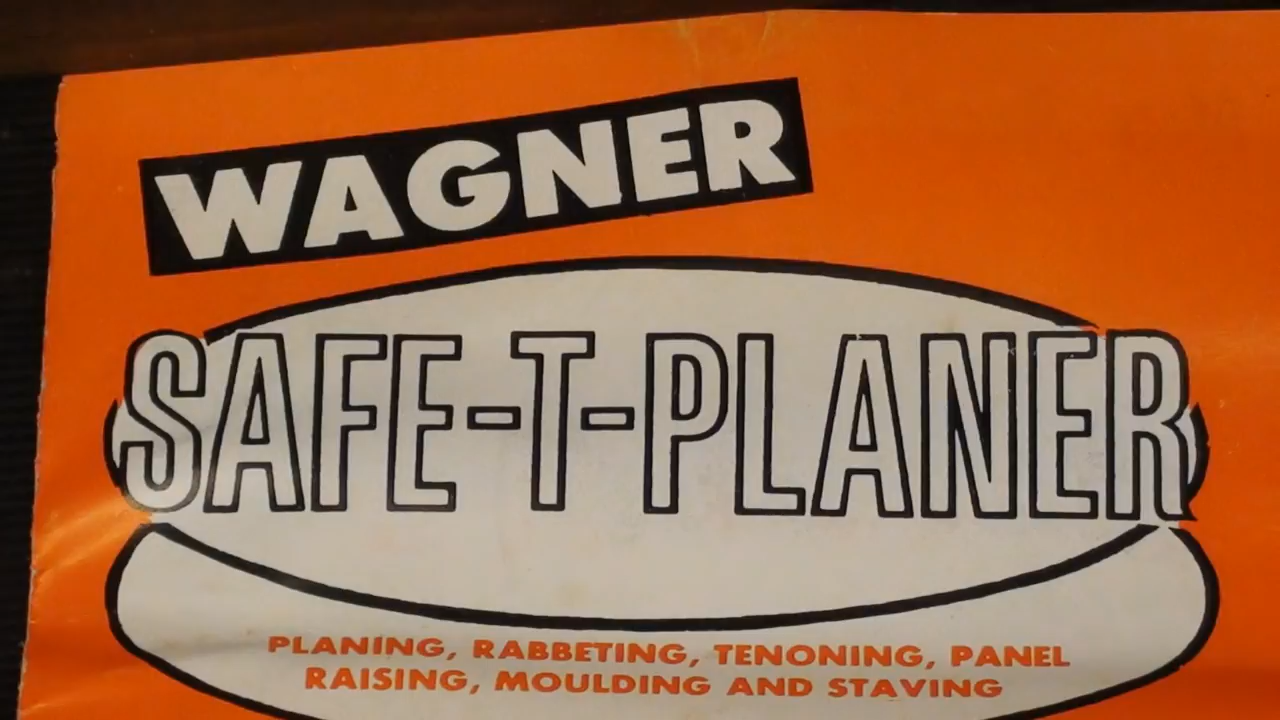 WAGNER
SAFE-T-PLANER
PLANING, RABBETING, TENONING, PANEL
RAISING, MOULDING AND STAVING